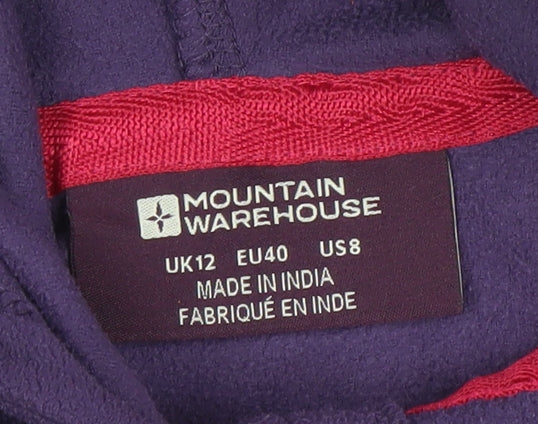 MOUNTAIN
WAREHOUSE
UK12 EU40 US8
MADE IN INDIA
FABRIQUÉ EN INDE